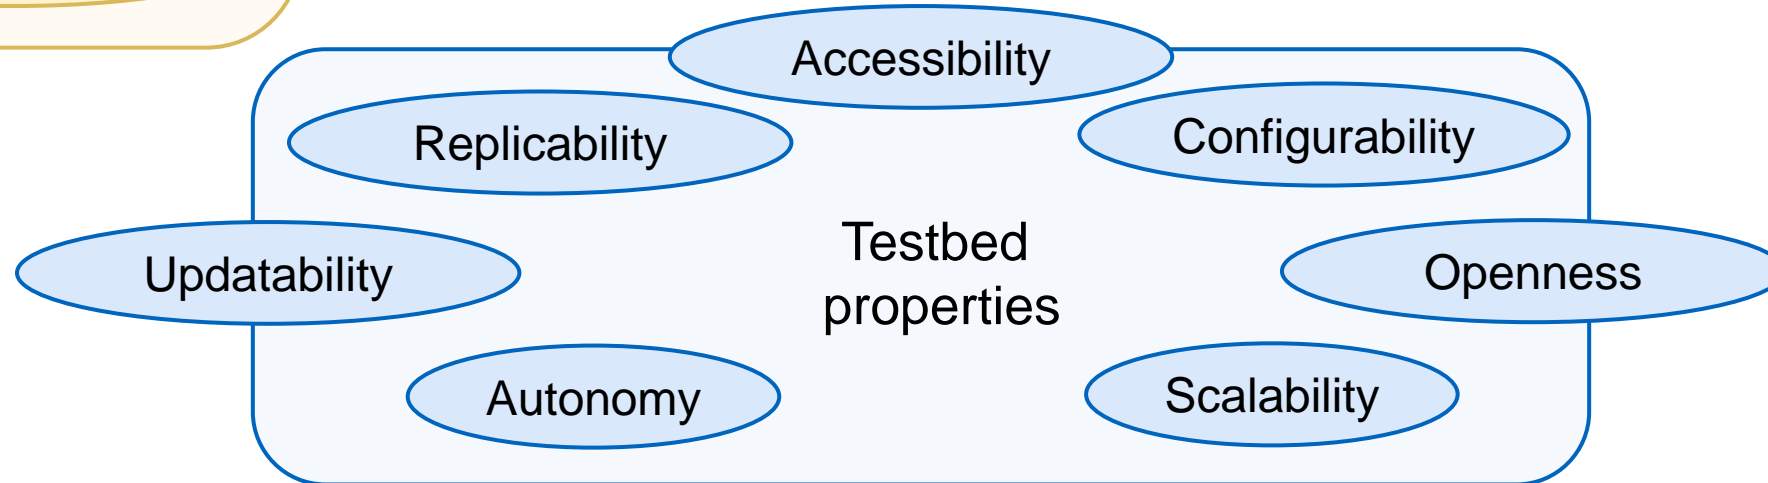 Accessibility
Replicability
Configurability
Testbed
properties
Updatability
Openness
Autonomy
Scalability